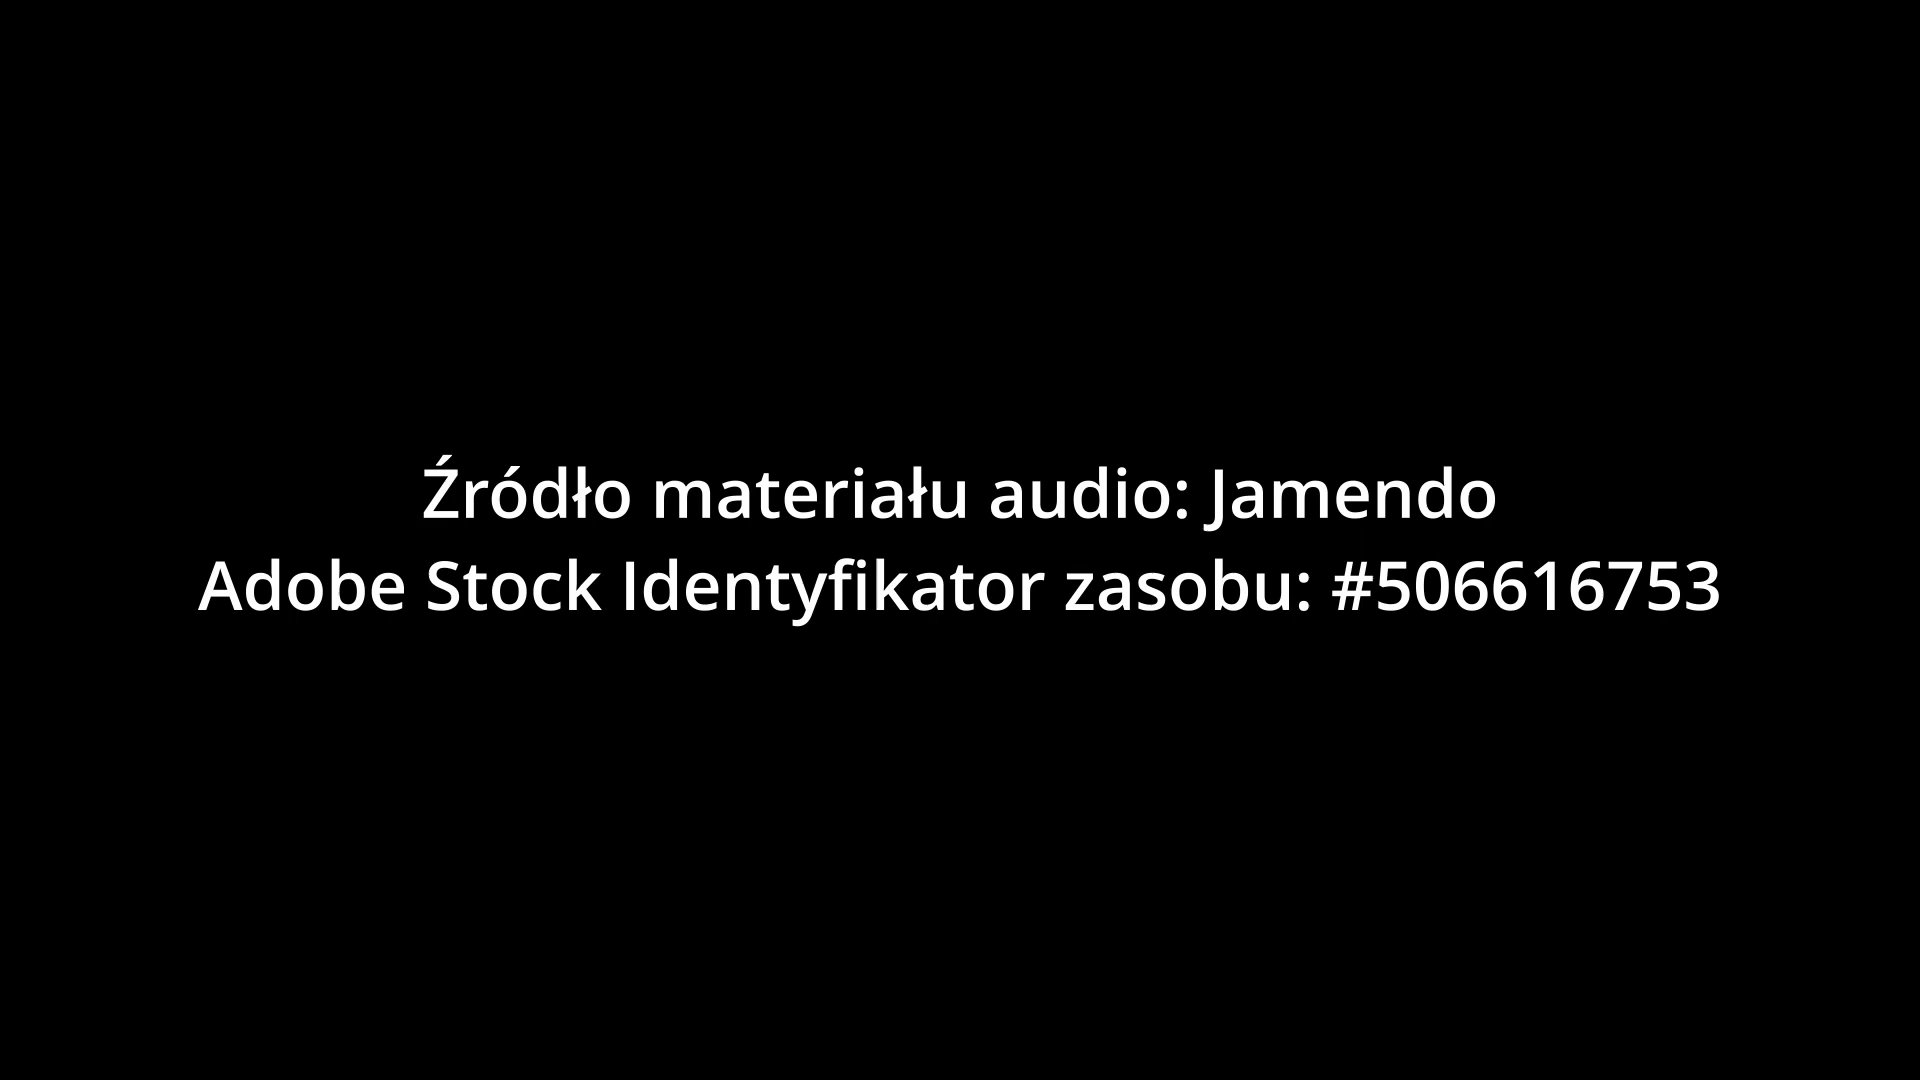 Źródło materiału audio: Jamendo
Adobe Stock Identyfikator zasobu: #506616753